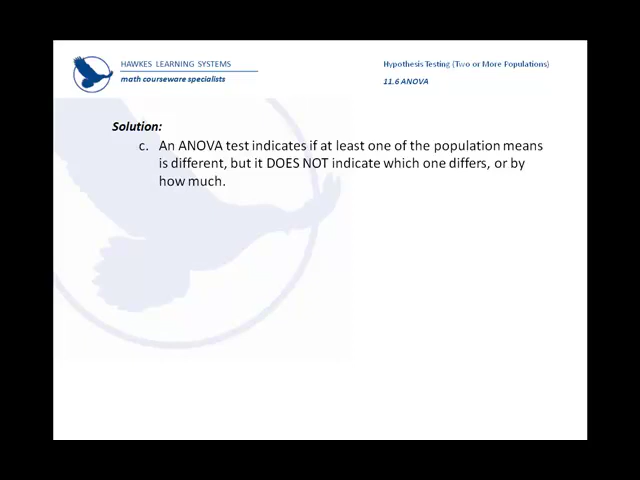 HAWKES LEARNING SYSTEMS
math courseware specialists
Hypothesis Testing (Two or More Populations)
11.6 ANOVA
Solution:
c. An ANOVA test indicates if at least one of the population means
is different, but it DOES NOT indicate which one differs, or by
how much.